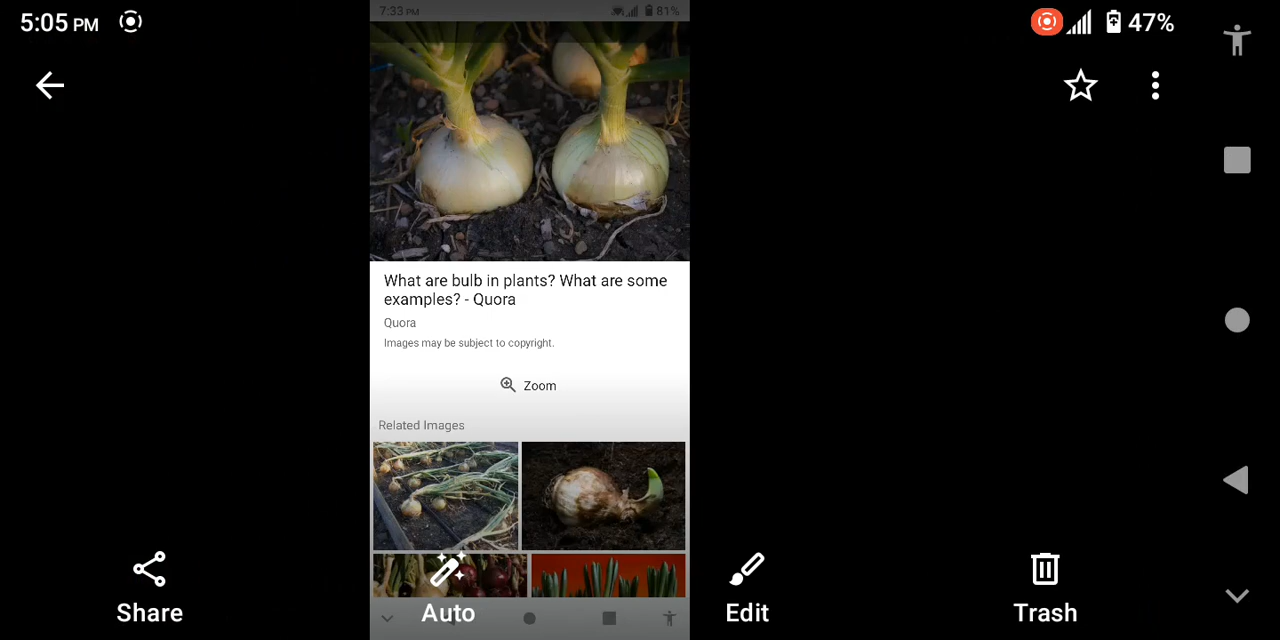 5:05 PM
47%
7:33 PM
81%
What are bulb in plants? What are some
examples? - Quora
Quora
Images may be subject to copyright.
Zoom
Related Images
Share
Auto
Edit
Trash